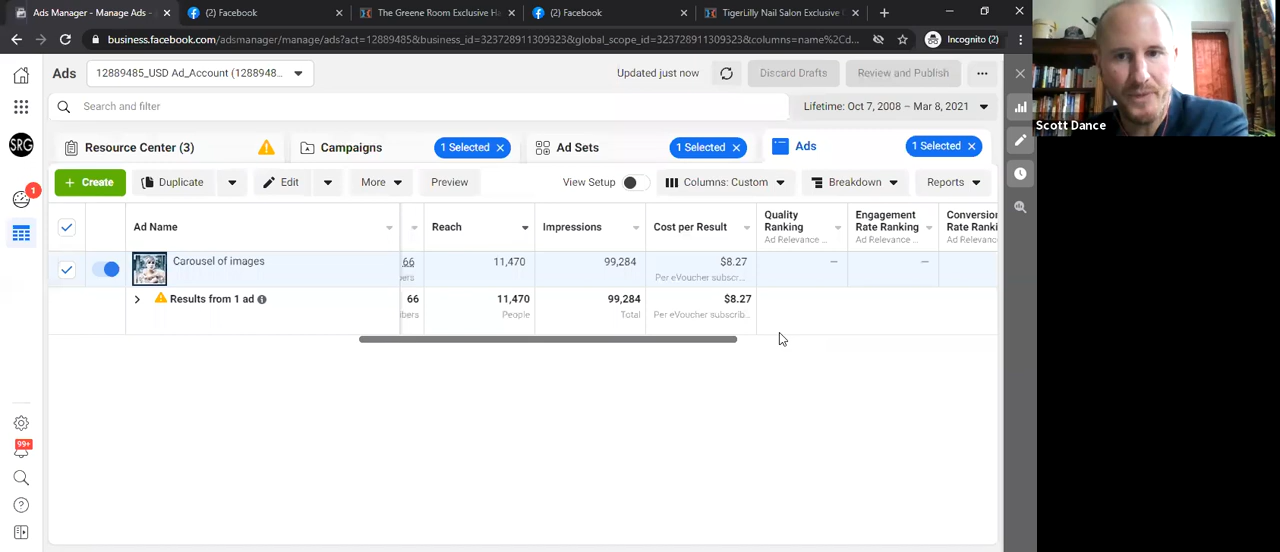 Ads Manager - Manage Ads -
(2) Facebook
The Greene Room Exclusive Ha
(2) Facebook
TigerLilly Nail Salon Exclusive
business.facebook.com/adsmanager/manage/ads?act=12889485&business_id=323728911309323&global_scope_id=323728911309323&columns=name%2Cd...
Incognito (2)
Ads
12889485_USD Ad_Account (1288948...
Updated just now
Discard Drafts
Review and Publish
Search and filter
Lifetime: Oct 7, 2008 – Mar 8, 2021
Scott Dance
SRG
Resource Center (3)
Campaigns
1 Selected
Ad Sets
1 Selected
Ads
1 Selected
+ Create
Duplicate
Edit
More
Preview
View Setup
Columns: Custom
Breakdown
Reports
1
Ad Name
Reach
Impressions
Cost per Result
Quality Ranking
Ad Relevance ...
Engagement Rate Ranking
Ad Relevance ...
Conversion Rate Ranki
Ad Relevanc
Carousel of images
66
bers
11,470
99,284
$8.27
Per eVoucher subscr...
—
—
Results from 1 ad
66
bers
11,470
People
99,284
Total
$8.27
Per eVoucher subscrib...
99+